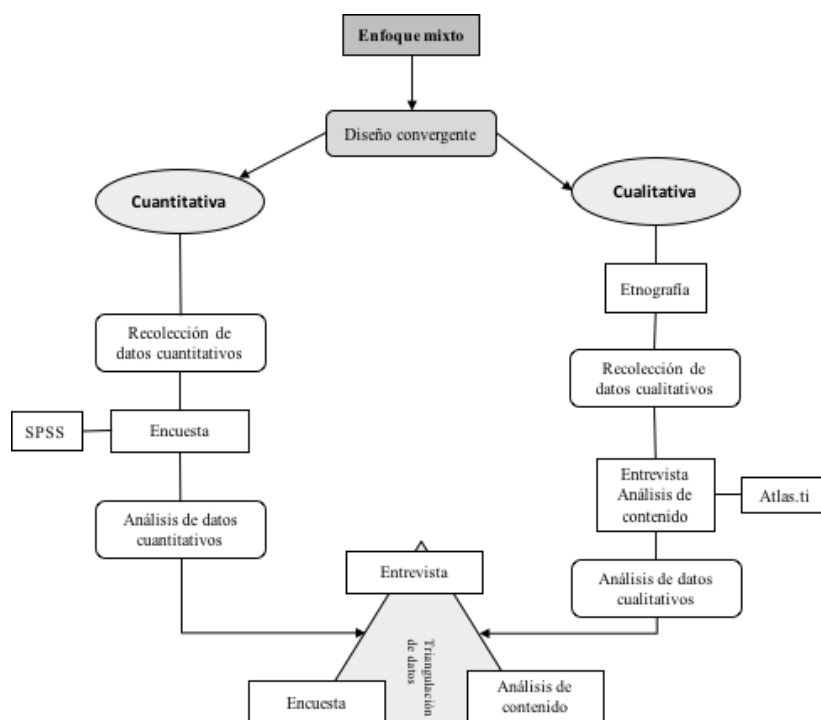 Enfoque mixto
Diseño convergente
Cuantitativa
Cualitativa
Etnografía
Recolección de
datos cuantitativos
Recolección de
datos cualitativos
SPSS
Encuesta
Entrevista
Análisis de
contenido
Atlas.ti
Análisis de datos
cuantitativos
Entrevista
Análisis de datos
cualitativos
Triangulación
de datos
Encuesta
Análisis de
contenido